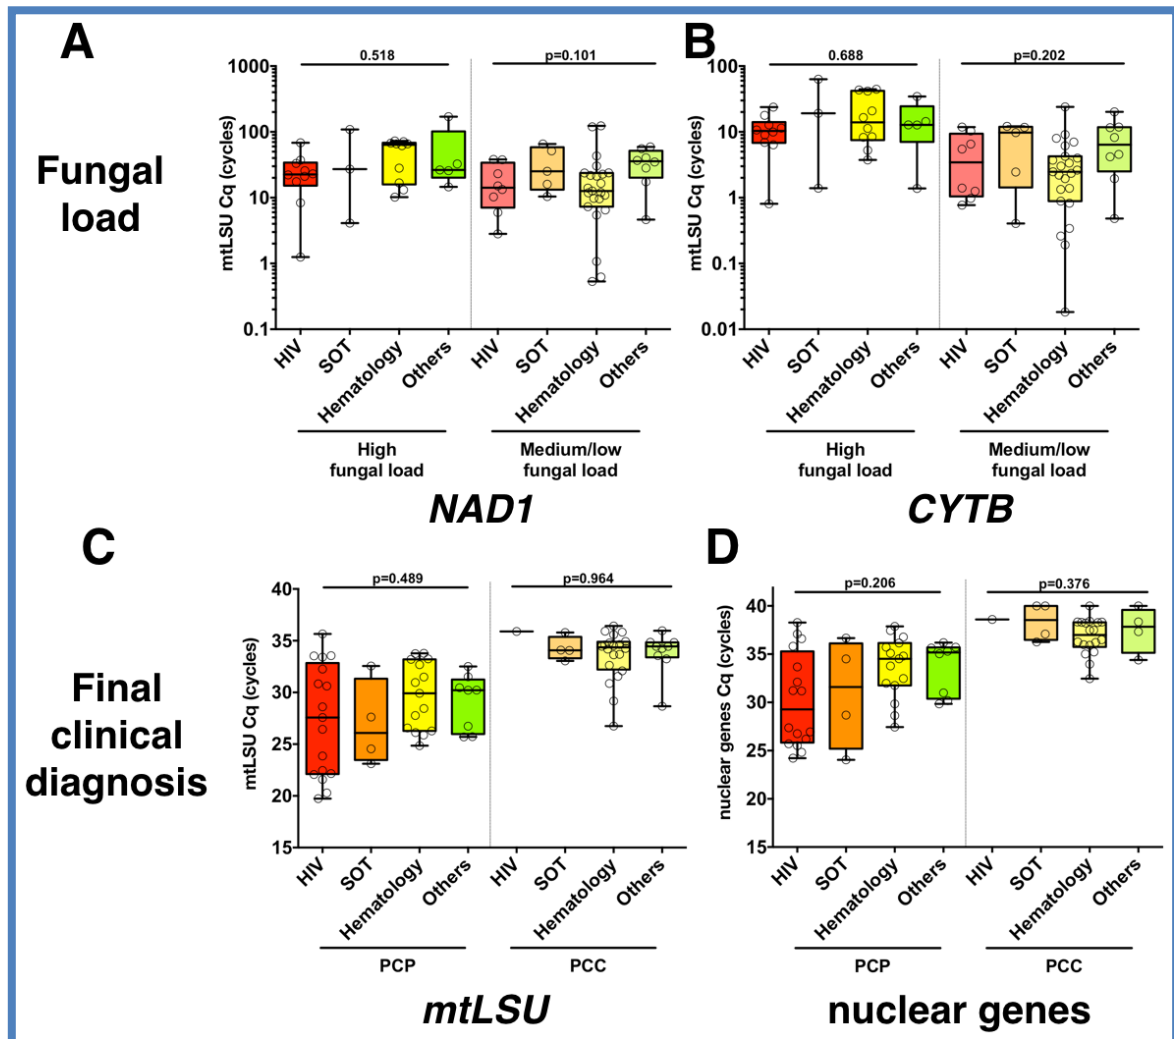 A
B
Fungal
load
0.518
p=0.101
mtLSU Cq (cycles)
1000
100
10
1
0.1
HIV
SOT
Hematology
Others
HIV
SOT
Hematology
Others
High
fungal load
Medium/low
fungal load
NAD1
0.688
p=0.202
mtLSU Cq (cycles)
100
10
1
0.1
0.01
HIV
SOT
Hematology
Others
HIV
SOT
Hematology
Others
High
fungal load
Medium/low
fungal load
CYTB
C
D
Final
clinical
diagnosis
p=0.489
p=0.964
mtLSU Cq (cycles)
40
35
30
25
20
15
HIV
SOT
Hematology
Others
HIV
SOT
Hematology
Others
PCP
PCC
mtLSU
p=0.206
p=0.376
nuclear genes Cq (cycles)
40
35
30
25
20
15
HIV
SOT
Hematology
Others
HIV
SOT
Hematology
Others
PCP
PCC
nuclear genes